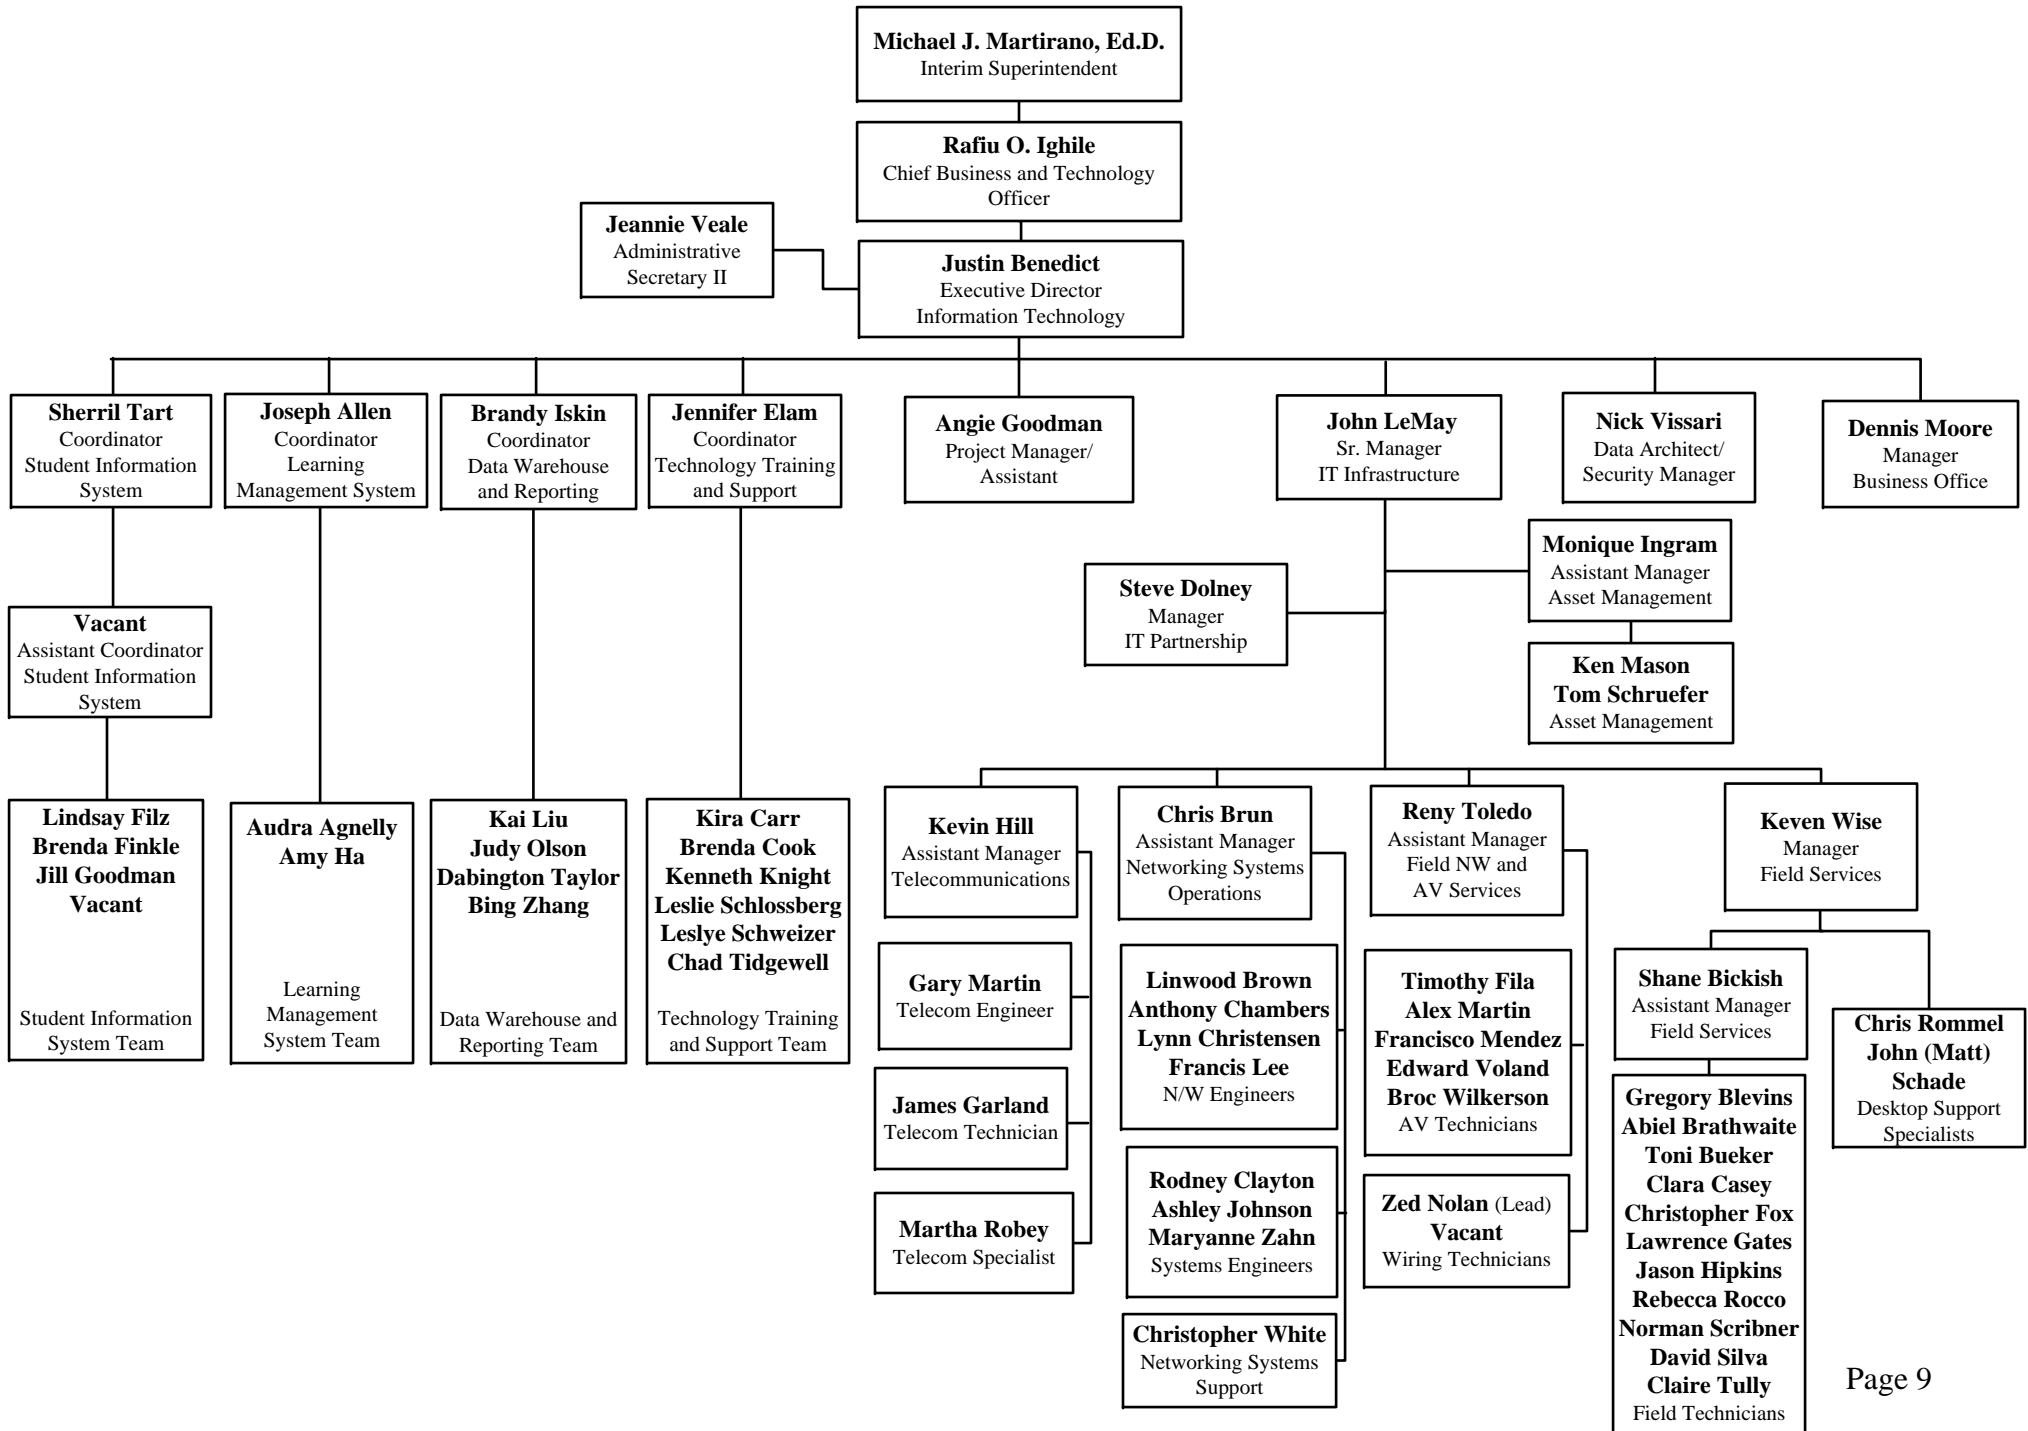 Michael J. Martirano, Ed.D.
Interim Superintendent
Rafiu O. Ighile
Chief Business and Technology
Officer
Jeannie Veale
Administrative
Secretary II
Justin Benedict
Executive Director
Information Technology
Sherril Tart
Coordinator
Student Information
System
Joseph Allen
Coordinator
Learning
Management System
Brandy Iskin
Coordinator
Data Warehouse
and Reporting
Jennifer Elam
Coordinator
Technology Training
and Support
Angie Goodman
Project Manager/
Assistant
John LeMay
Sr. Manager
IT Infrastructure
Nick Vissari
Data Architect/
Security Manager
Dennis Moore
Manager
Business Office
Monique Ingram
Assistant Manager
Asset Management
Steve Dolney
Manager
IT Partnership
Vacant
Assistant Coordinator
Student Information
System
Ken Mason
Tom Schruefer
Asset Management
Lindsay Filz
Brenda Finkle
Jill Goodman
Vacant
Student Information
System Team
Audra Agnelly
Amy Ha
Learning
Management
System Team
Kai Liu
Judy Olson
Dabington Taylor
Bing Zhang
Data Warehouse and
Reporting Team
Kira Carr
Brenda Cook
Kenneth Knight
Leslie Schlossberg
Leslye Schweizer
Chad Tidgewell
Technology Training
and Support Team
Kevin Hill
Assistant Manager
Telecommunications
Chris Brun
Assistant Manager
Networking Systems
Operations
Reny Toledo
Assistant Manager
Field NW and
AV Services
Keven Wise
Manager
Field Services
Gary Martin
Telecom Engineer
James Garland
Telecom Technician
Martha Robey
Telecom Specialist
Linwood Brown
Anthony Chambers
Lynn Christensen
Francis Lee
N/W Engineers
Rodney Clayton
Ashley Johnson
Maryanne Zahn
Systems Engineers
Christopher White
Networking Systems
Support
Timothy Fila
Alex Martin
Francisco Mendez
Edward Voland
Broc Wilkerson
AV Technicians
Zed Nolan (Lead)
Vacant
Wiring Technicians
Shane Bickish
Assistant Manager
Field Services
Chris Rommel
John (Matt)
Schade
Desktop Support
Specialists
Gregory Blevins
Abiel Brathwaite
Toni Bueker
Clara Casey
Christopher Fox
Lawrence Gates
Jason Hipkins
Rebecca Rocco
Norman Scribner
David Silva
Claire Tully
Field Technicians
Page 9